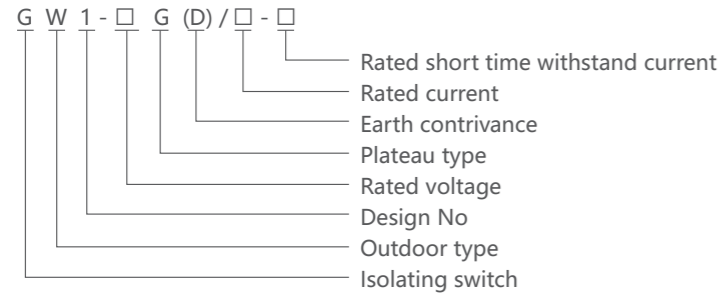 G W 1 - □ G (D) / □ - □
Rated short time withstand current
Rated current
Earth contrivance
Plateau type
Rated voltage
Design No
Outdoor type
Isolating switch